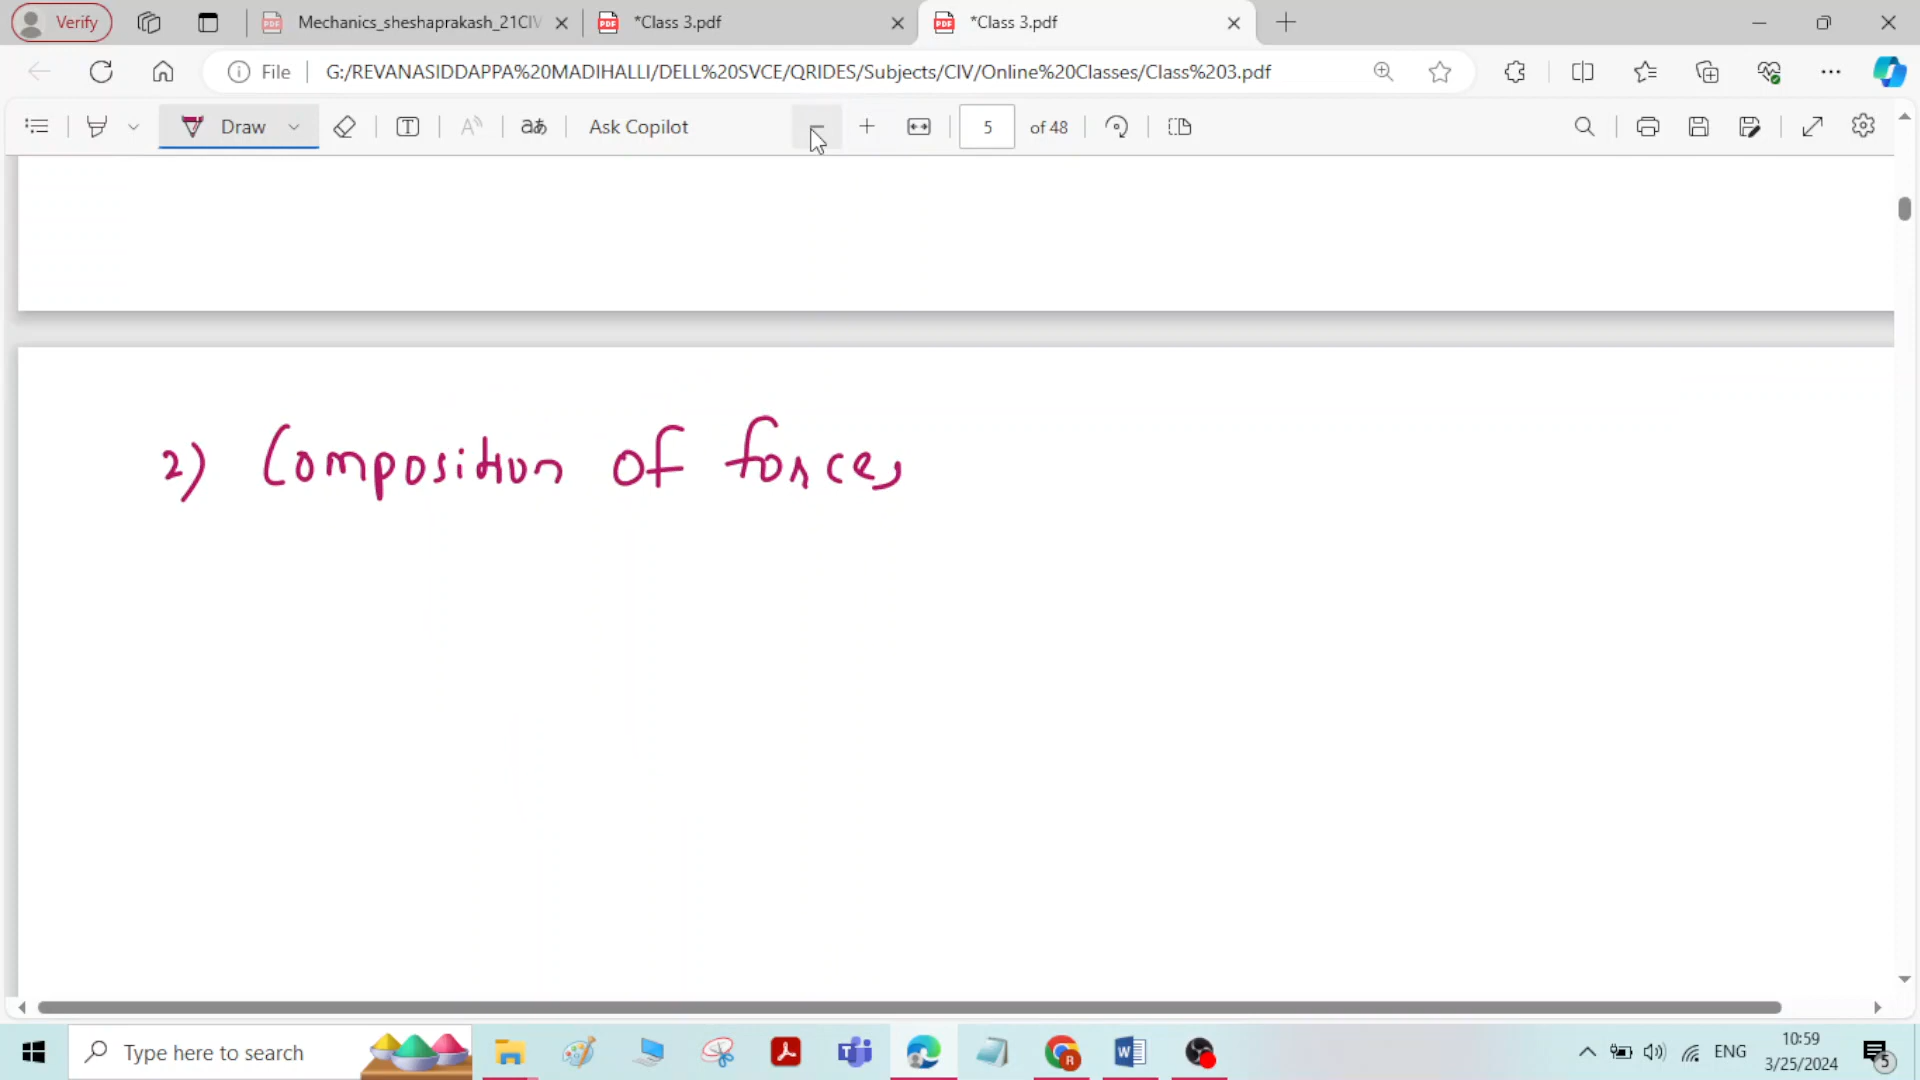 Verify
Mechanics_sheshaprakash_21CIV
*Class 3.pdf
*Class 3.pdf
File
G:/REVANASIDDAPPA%20MADIHALLI/DELL%20SVCE/QRIDES/Subjects/CIV/Online%20Classes/Class%203.pdf
Draw
Ask Copilot
5 of 48
2) Composition of forces
Type here to search
ENG
10:59
3/25/2024
5